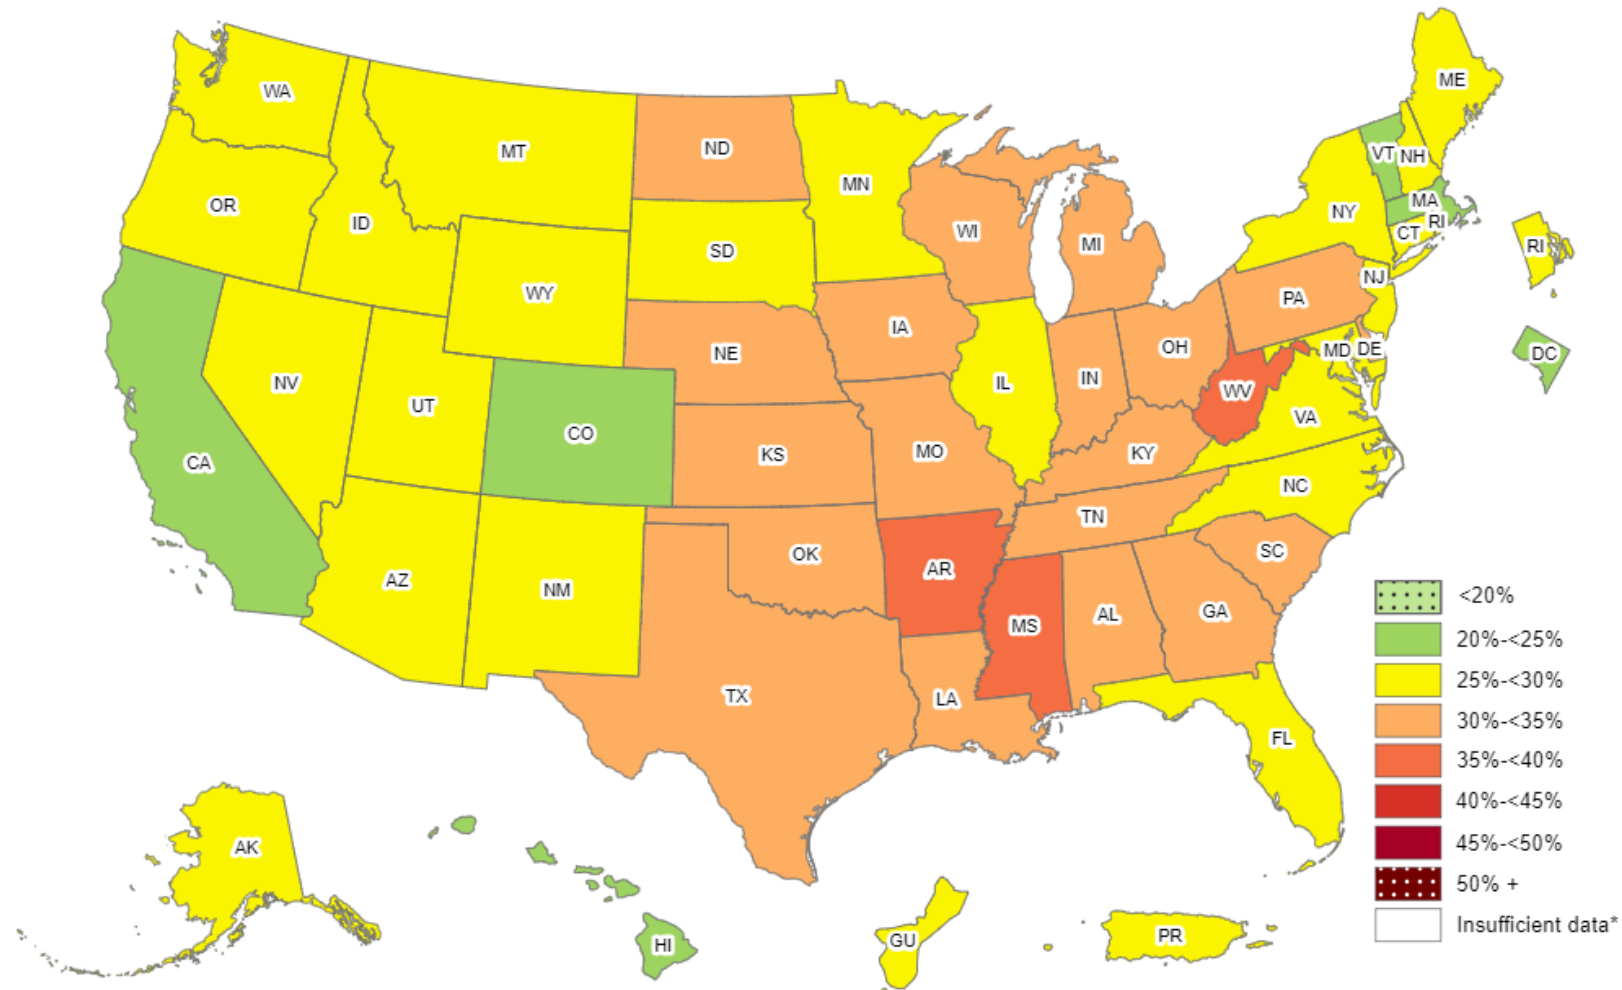 ME
WA
VT
NH
ND
MT
MN
MA
OR
NY
RI
ID
WI
CT
MI
RI
SD
NJ
WY
PA
IA
OH
MD
DE
NE
DC
NV
IN
IL
WV
UT
VA
CO
MO
KY
CA
KS
NC
TN
OK
SC
AZ
AR
NM
<20%
AL
GA
MS
20%-<25%
25%-<30%
TX
LA
30%-<35%
FL
35%-<40%
40%-<45%
AK
45%-<50%
50% +
Insufficient data*
HI
GU
PR